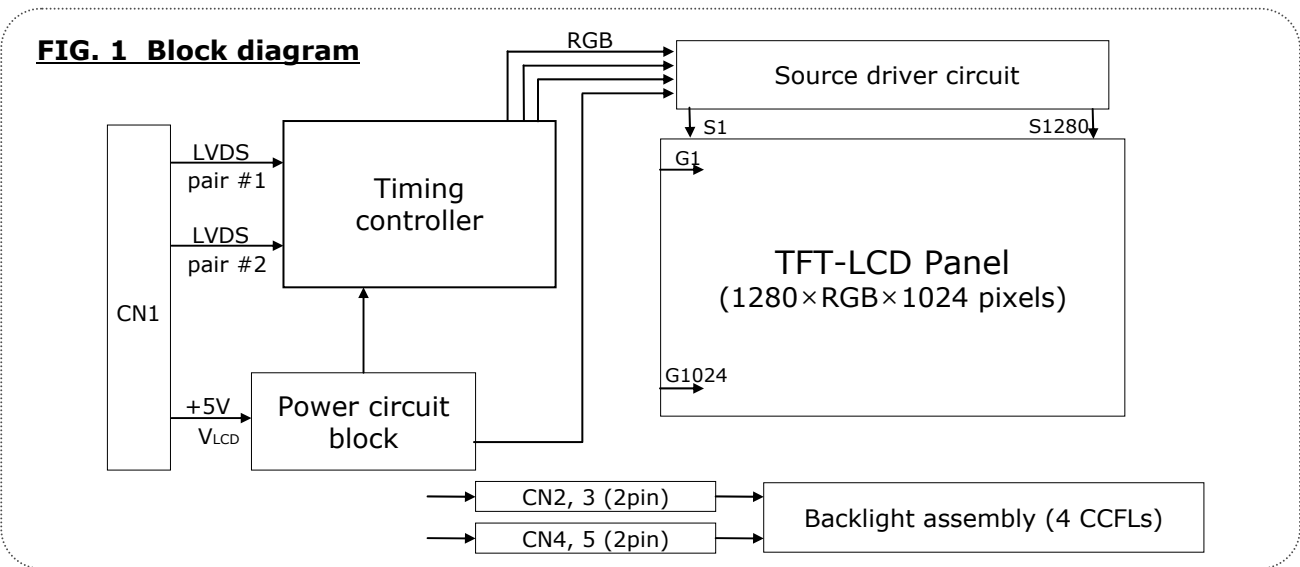 FIG. 1 Block diagram
RGB
Source driver circuit
S1
S1280
LVDS
pair #1
Timing
controller
G1
LVDS
pair #2
TFT-LCD Panel
(1280×RGB×1024 pixels)
CN1
G1024
+5V
VLCD
Power circuit
block
CN2, 3 (2pin)
CN4, 5 (2pin)
Backlight assembly (4 CCFLs)